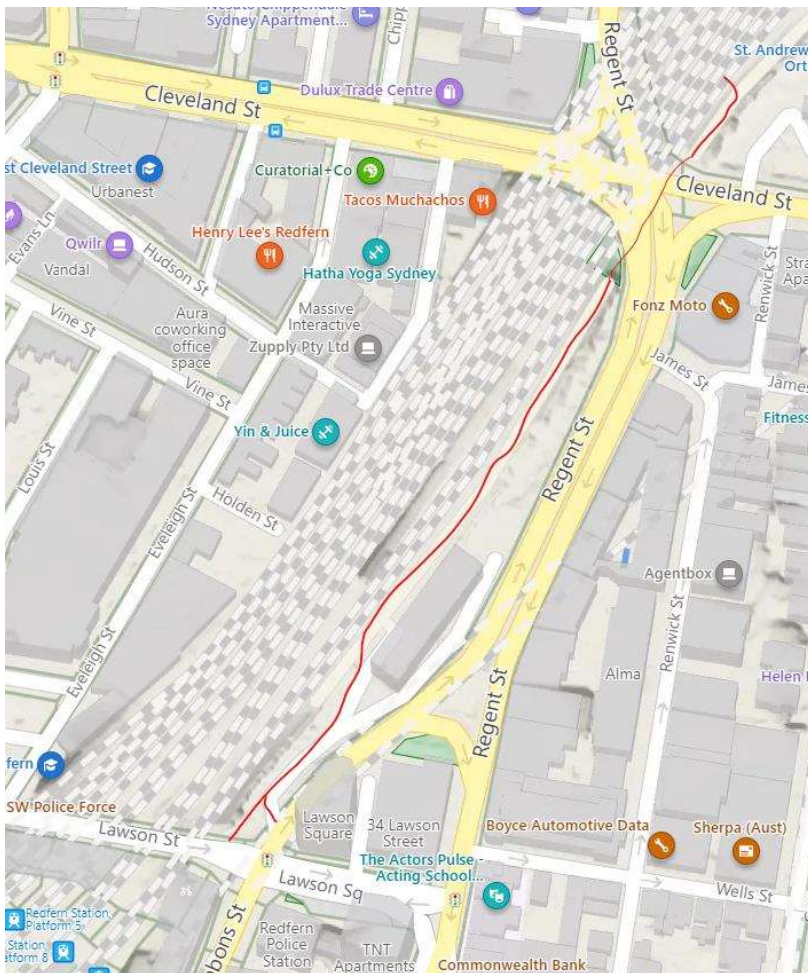 Sydney Apartment...
Regent St
St. Andrew
Ort
Dulux Trade Centre
Cleveland St
Curatorial+Co
st Cleveland Street
Urbanest
Tacos Muchachos
Cleveland St
Evans Ln
Qwilr
Vandal
Hudson St
Henry Lee's Redfern
Hatha Yoga Sydney
Renwick St
Stra
Apa
Fonz Moto
Aura
coworking
office
space
Massive
Interactive
Zupply Pty Ltd
Vine St
Vine St
James St
James
Fitness
Yin & Juice
Regent St
Louis St
Eveleigh St
Holden St
Agentbox
Renwick St
Eveleigh St
Regent St
Alma
Helen
fern
SW Police Force
Lawson St
Lawson
Square
34 Lawson
Street
Boyce Automotive Data
Sherpa (Aust)
The Actors Pulse -
Acting School...
Lawson Sq
Wells St
Redfern Station,
Platform 5
Station,
atform 8
bons St
Redfern
Police
Station
TNT
Apartments
Commonwealth Bank